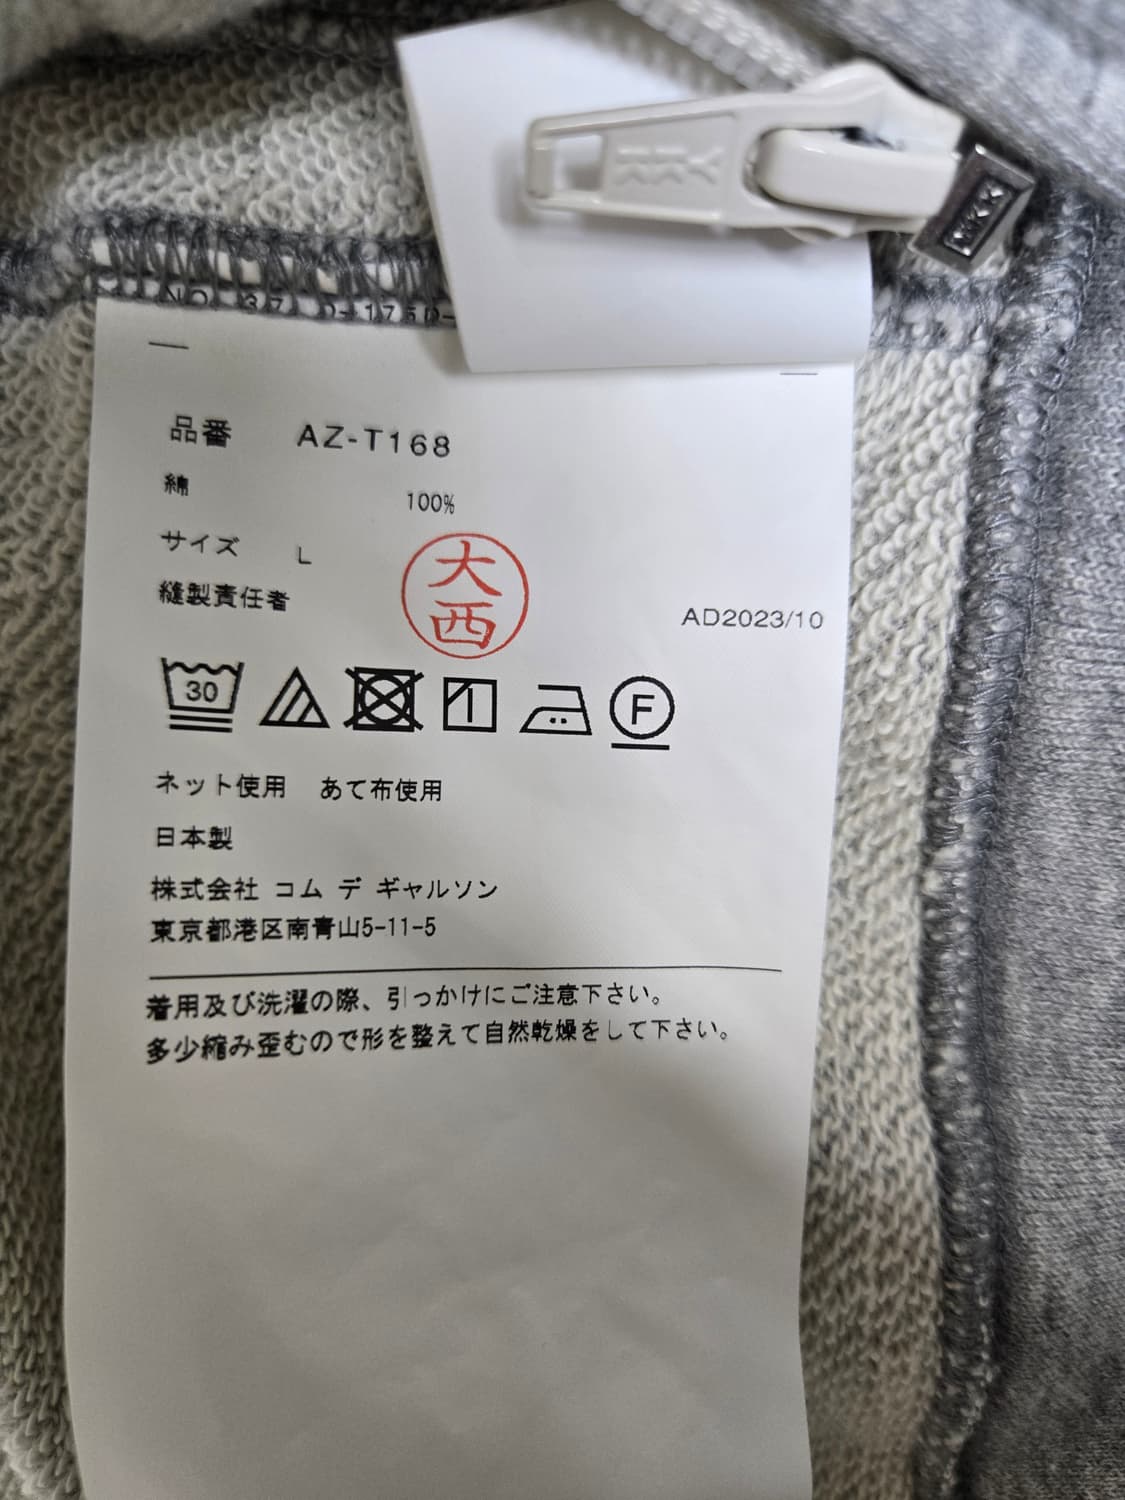 YKK
品番 AZ-T168
綿 100%
サイズ L
縫製責任者 大西
AD2023/10
30
F
ネット使用 あて布使用
日本製
株式会社 コム デ ギャルソン
東京都港区南青山5-11-5
着用及び洗濯の際、引っかけにご注意下さい。
多少縮み歪むので形を整えて自然乾燥をして下さい。